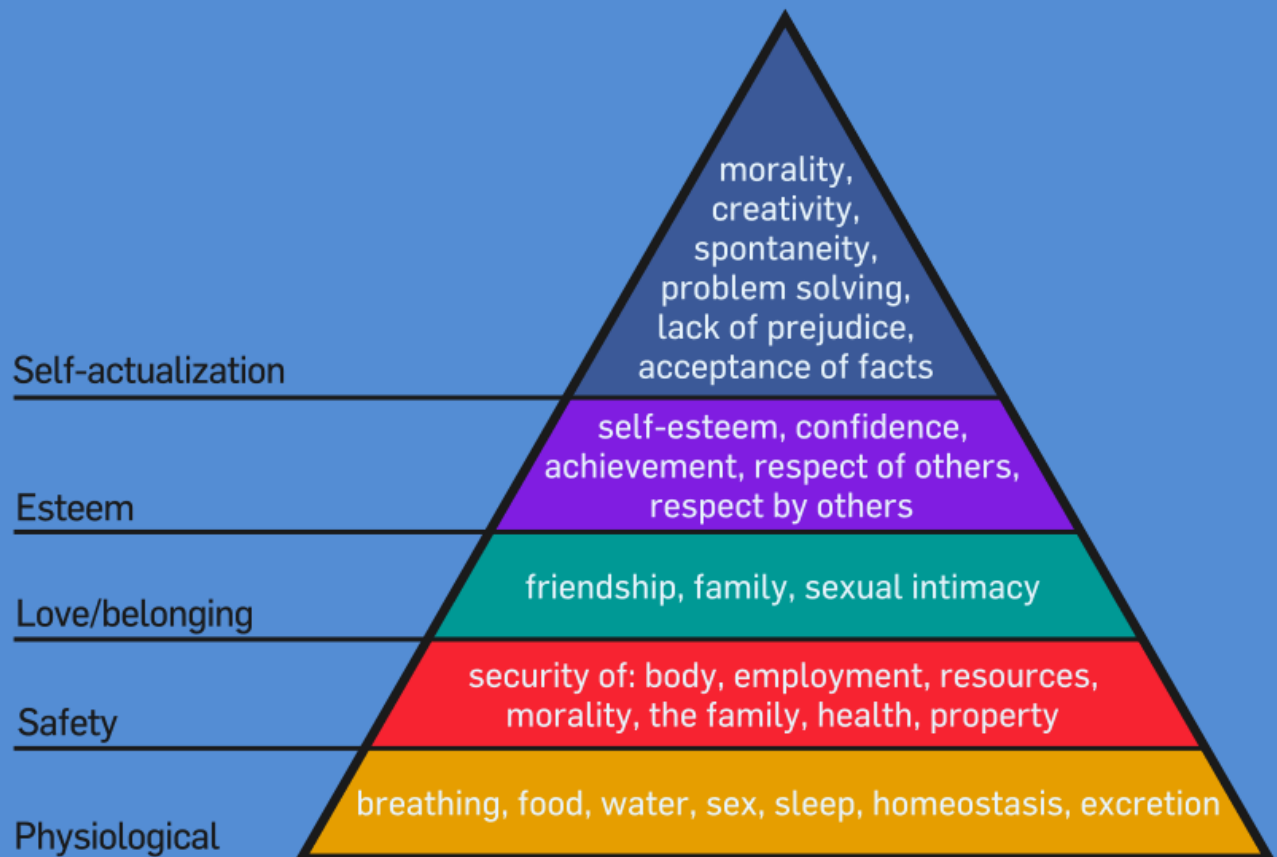 morality,
creativity,
spontaneity,
problem solving,
lack of prejudice,
acceptance of facts
Self-actualization
self-esteem, confidence,
achievement, respect of others,
respect by others
Esteem
friendship, family, sexual intimacy
Love/belonging
security of: body, employment, resources,
morality, the family, health, property
Safety
breathing, food, water, sex, sleep, homeostasis, excretion
Physiological